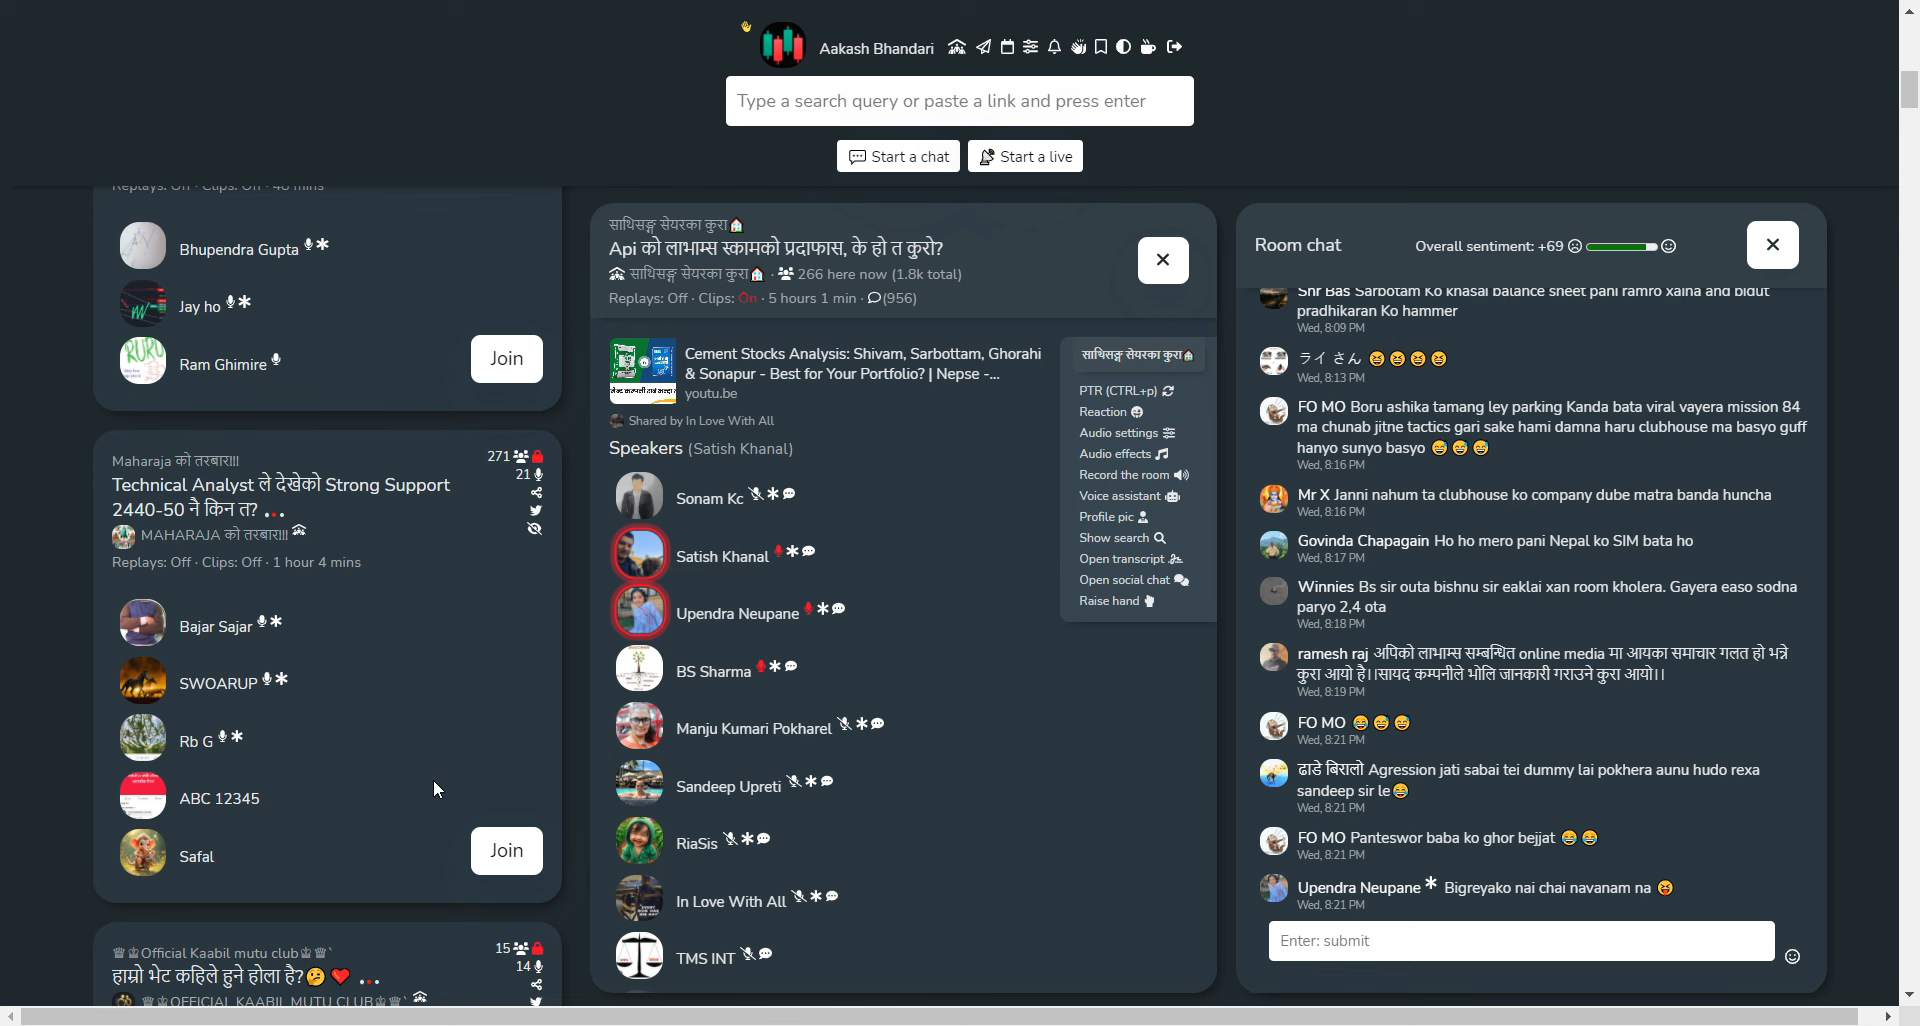 Aakash Bhandari
Type a search query or paste a link and press enter
Start a chat
Start a live
Replays: Off · Clips: Off · 48 mins
Bhupendra Gupta
Jay ho
Ram Ghimire
Join
Maharaja को तरबार!!!
271
Technical Analyst ले देखेको Strong Support
21
2440-50 नै किन त? ...
MAHARAJA को तरबार!!!
Replays: Off · Clips: Off · 1 hour 4 mins
Bajar Sajar
SWOARUP
Rb G
ABC 12345
Safal
Join
♕♔Official Kaabil mutu club♔♕`
15
14
हाम्रो भेट कहिले हुने होला है?🤔❤️ ...
♕♔OFFICIAL KAABIL MUTU CLUB♔♕`
साथिसङ्ग सेयरका कुरा🏠
Api को लाभाम्स स्कामको प्रदाफास, के हो त कुरो?
साथिसङ्ग सेयरका कुरा🏠 · 266 here now (1.8k total)
Replays: Off · Clips: On · 5 hours 1 min · (956)
Cement Stocks Analysis: Shivam, Sarbottam, Ghorahi
& Sonapur - Best for Your Portfolio? | Nepse -...
youtu.be
Shared by In Love With All
Speakers (Satish Khanal)
Sonam Kc
Satish Khanal
Upendra Neupane
BS Sharma
Manju Kumari Pokharel
Sandeep Upreti
RiaSis
In Love With All
TMS INT
साथिसङ्ग सेयरका कुरा🏠
PTR (CTRL+p)
Reaction
Audio settings
Audio effects
Record the room
Voice assistant
Profile pic
Show search
Open transcript
Open social chat
Raise hand
Room chat
Overall sentiment: +69
Shr Bas Sarbotam Ko khasai balance sheet pani ramro xaina and bidut
pradhikaran Ko hammer
Wed, 8:09 PM
ライ さん 😆😆😆😆
Wed, 8:13 PM
FO MO Boru ashika tamang ley parking Kanda bata viral vayera mission 84
ma chunab jitne tactics gari sake hami damna haru clubhouse ma basyo guff
hanyo sunyo basyo 😅😅😅
Wed, 8:16 PM
Mr X Janni nahum ta clubhouse ko company dube matra banda huncha
Wed, 8:16 PM
Govinda Chapagain Ho ho mero pani Nepal ko SIM bata ho
Wed, 8:17 PM
Winnies Bs sir outa bishnu sir eaklai xan room kholera. Gayera easo sodna
paryo 2,4 ota
Wed, 8:18 PM
ramesh raj अपिको लाभाम्स सम्बन्धित online media मा आयका समाचार गलत हो भन्ने
कुरा आयो है।।सायद कम्पनीले भोलि जानकारी गराउने कुरा आयो।।
Wed, 8:19 PM
FO MO 😂😅😅
Wed, 8:21 PM
ढाडे बिरालो Agression jati sabai tei dummy lai pokhera aunu hudo rexa
sandeep sir le😂
Wed, 8:21 PM
FO MO Panteswor baba ko ghor bejjat 😂😂
Wed, 8:21 PM
Upendra Neupane * Bigreyako nai chai navanam na 😝
Wed, 8:21 PM
Enter: submit